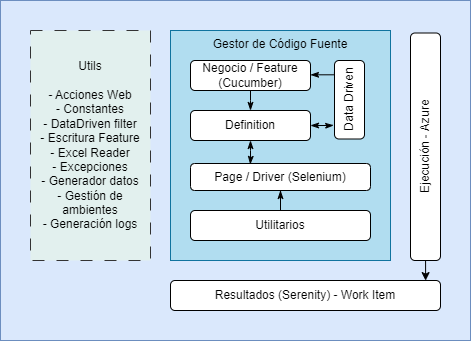 Utils
- Acciones Web
- Constantes
- DataDriven filter
- Escritura Feature
- Excel Reader
- Excepciones
- Generador datos
- Gestión de
ambientes
- Generación logs
Gestor de Código Fuente
Negocio / Feature
(Cucumber)
Data Driven
Definition
Page / Driver (Selenium)
Utilitarios
Ejecución - Azure
Resultados (Serenity) - Work Item